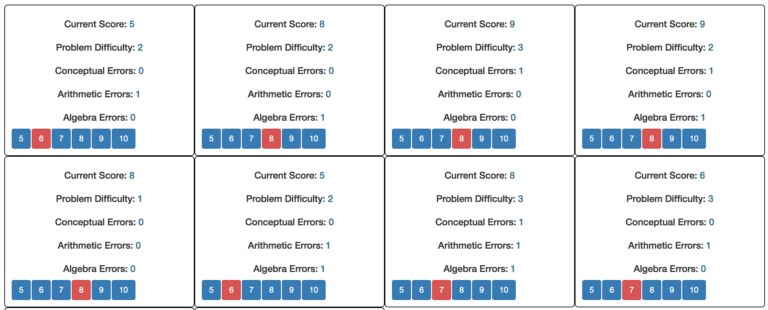 Current Score: 5
Problem Difficulty: 2
Conceptual Errors: 0
Arithmetic Errors: 1
Algebra Errors: 0
5 6 7 8 9 10
Current Score: 8
Problem Difficulty: 2
Conceptual Errors: 0
Arithmetic Errors: 0
Algebra Errors: 1
5 6 7 8 9 10
Current Score: 9
Problem Difficulty: 3
Conceptual Errors: 1
Arithmetic Errors: 0
Algebra Errors: 0
5 6 7 8 9 10
Current Score: 9
Problem Difficulty: 2
Conceptual Errors: 1
Arithmetic Errors: 0
Algebra Errors: 1
5 6 7 8 9 10
Current Score: 8
Problem Difficulty: 1
Conceptual Errors: 0
Arithmetic Errors: 0
Algebra Errors: 0
5 6 7 8 9 10
Current Score: 5
Problem Difficulty: 2
Conceptual Errors: 0
Arithmetic Errors: 1
Algebra Errors: 1
5 6 7 8 9 10
Current Score: 8
Problem Difficulty: 3
Conceptual Errors: 1
Arithmetic Errors: 1
Algebra Errors: 1
5 6 7 8 9 10
Current Score: 6
Problem Difficulty: 3
Conceptual Errors: 0
Arithmetic Errors: 1
Algebra Errors: 0
5 6 7 8 9 10